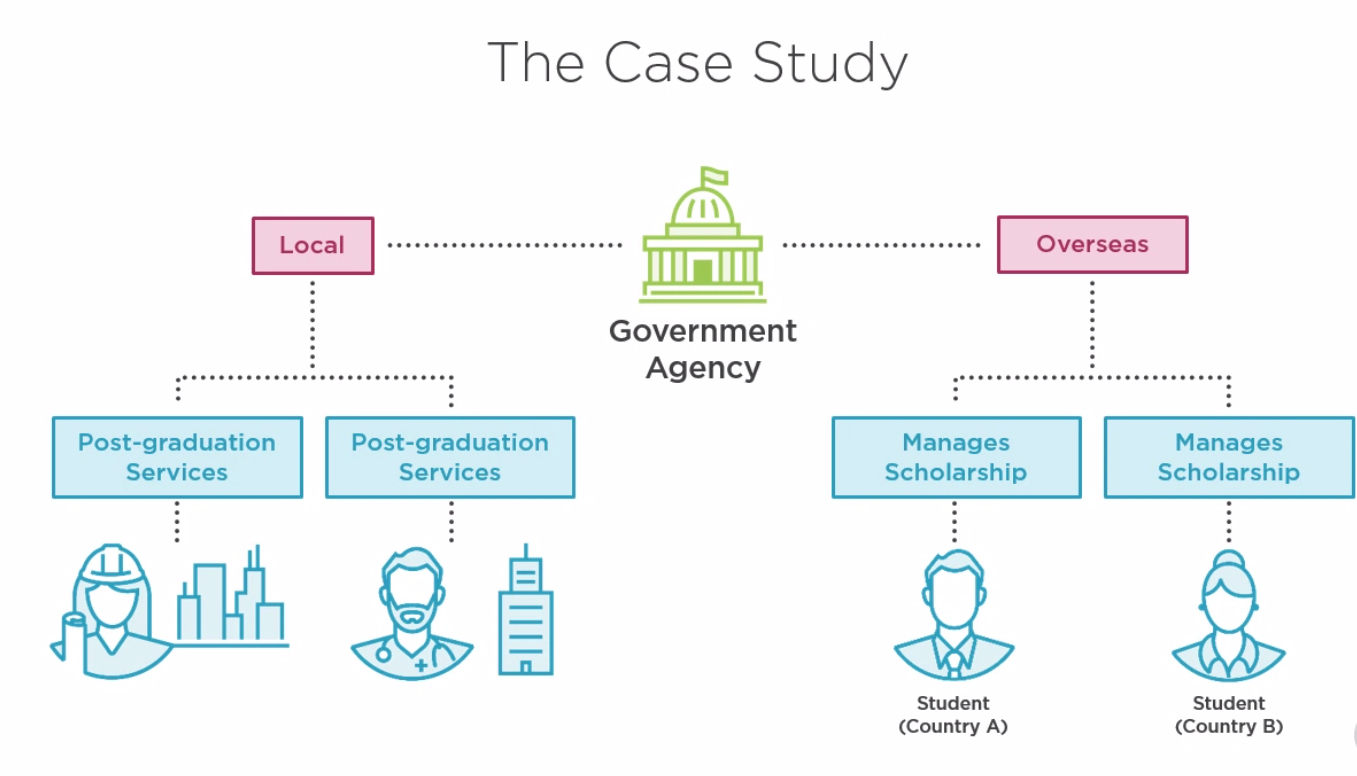 The Case Study
Local
Overseas
Government
Agency
Post-graduation
Services
Post-graduation
Services
Manages
Scholarship
Manages
Scholarship
Student
(Country A)
Student
(Country B)